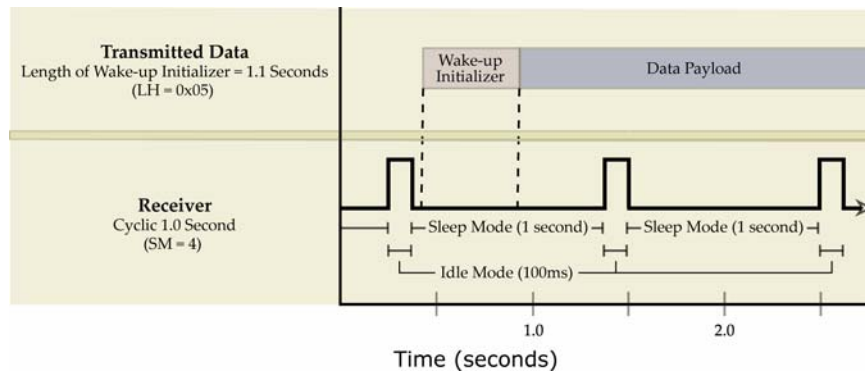 Transmitted Data
Length of Wake-up Initializer = 1.1 Seconds
(LH = 0x05)
Wake-up
Initializer
Data Payload
Receiver
Cyclic 1.0 Second
(SM = 4)
Sleep Mode (1 second)
Sleep Mode (1 second)
Idle Mode (100ms)
1.0
2.0
Time (seconds)